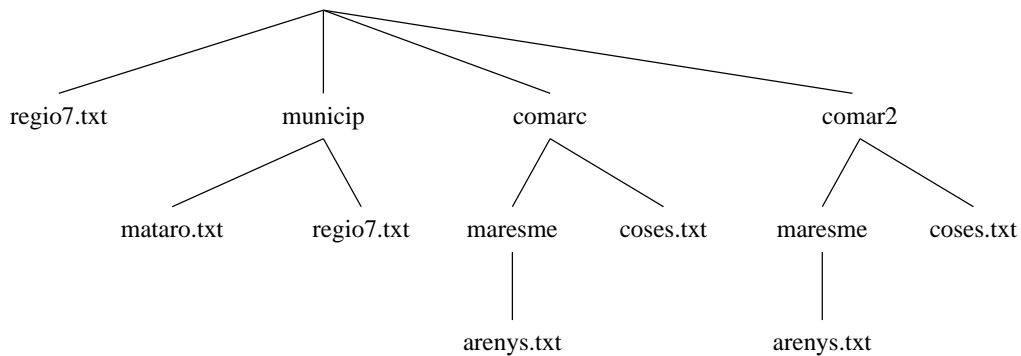 regio7.txt municip comarc comar2
mataro.txt regio7.txt maresme coses.txt maresme coses.txt
arenys.txt arenys.txt